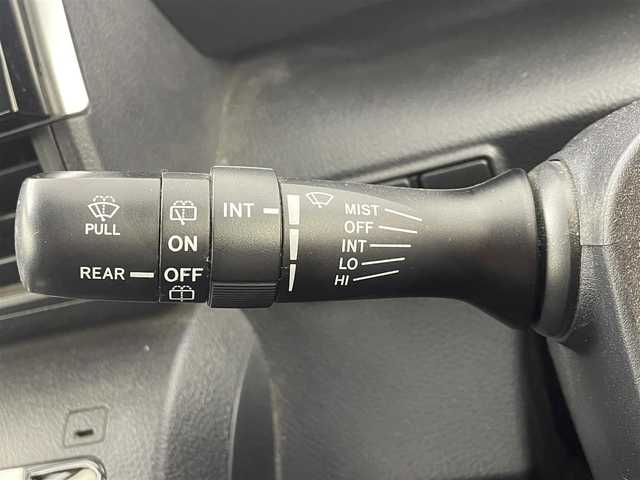 PULL
REAR
ON
OFF
INT
MIST
OFF
INT
LO
HI